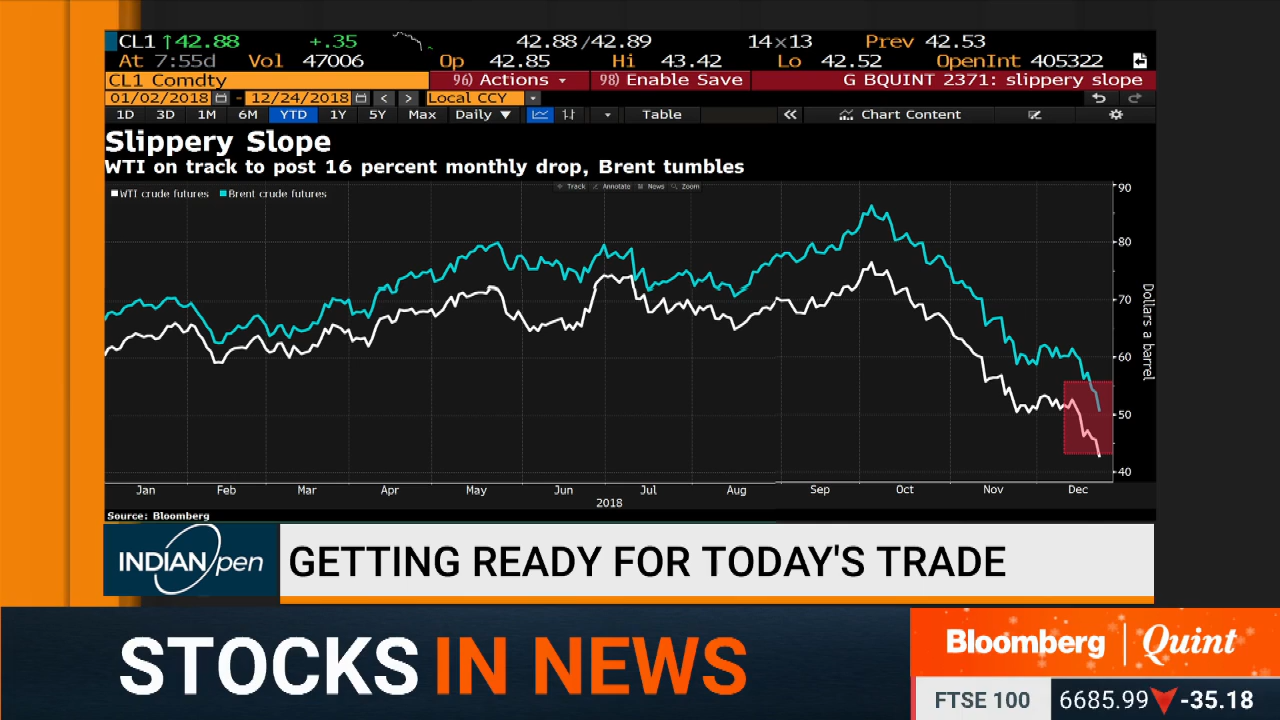 CL1 ↑42.88 +.35 42.88/42.89 14×13 Prev 42.53
At 7:55d Vol 47006 Op 42.85 Hi 43.42 Lo 42.52 OpenInt 405322
CL1 Comdty 96) Actions 98) Enable Save G BQUINT 2371: slippery slope
01/02/2018 - 12/24/2018 < > Local CCY
1D 3D 1M 6M YTD 1Y 5Y Max Daily ▼ Table « Chart Content
Slippery Slope
WTI on track to post 16 percent monthly drop, Brent tumbles
WTI crude futures Brent crude futures
Track Annotate News Zoom
90
80
70
60
50
40
Dollars a barrel
Jan Feb Mar Apr May Jun Jul Aug Sep Oct Nov Dec
2018
Source: Bloomberg
INDIAN Open GETTING READY FOR TODAY'S TRADE
STOCKS IN NEWS
Bloomberg | Quint
FTSE 100 6685.99 ▼ -35.18